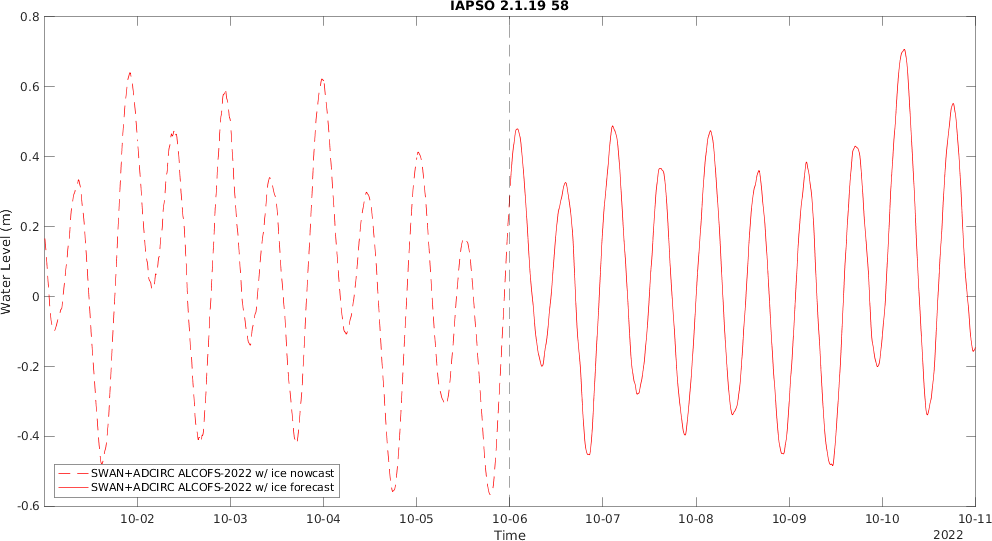 IAPSO 2.1.19 58
0.8
0.6
0.4
0.2
0
-0.2
-0.4
-0.6
Water Level (m)
SWAN+ADCIRC ALCOFS-2022 w/ ice nowcast
SWAN+ADCIRC ALCOFS-2022 w/ ice forecast
10-02 10-03 10-04 10-05 10-06 10-07 10-08 10-09 10-10 10-11
Time
2022